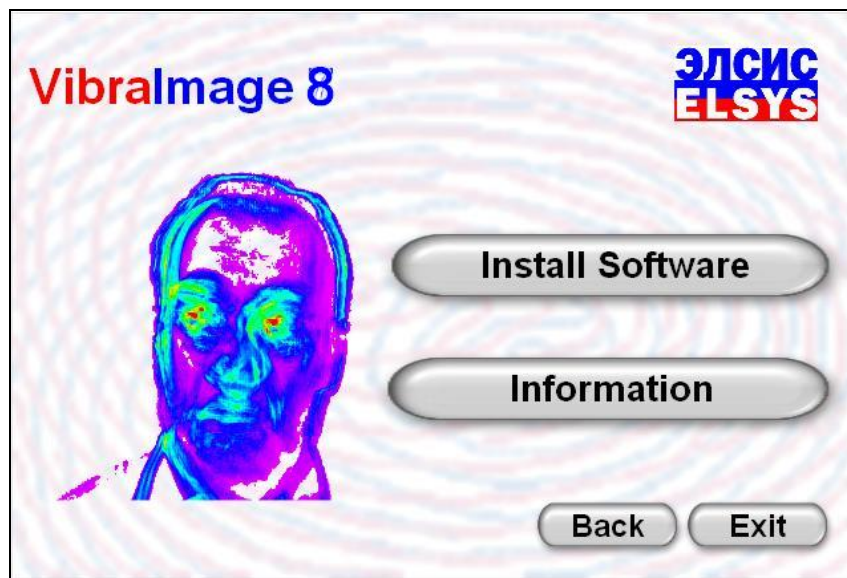 VibraImage 8
ЭЛСИС
ELSYS
Install Software
Information
Back Exit